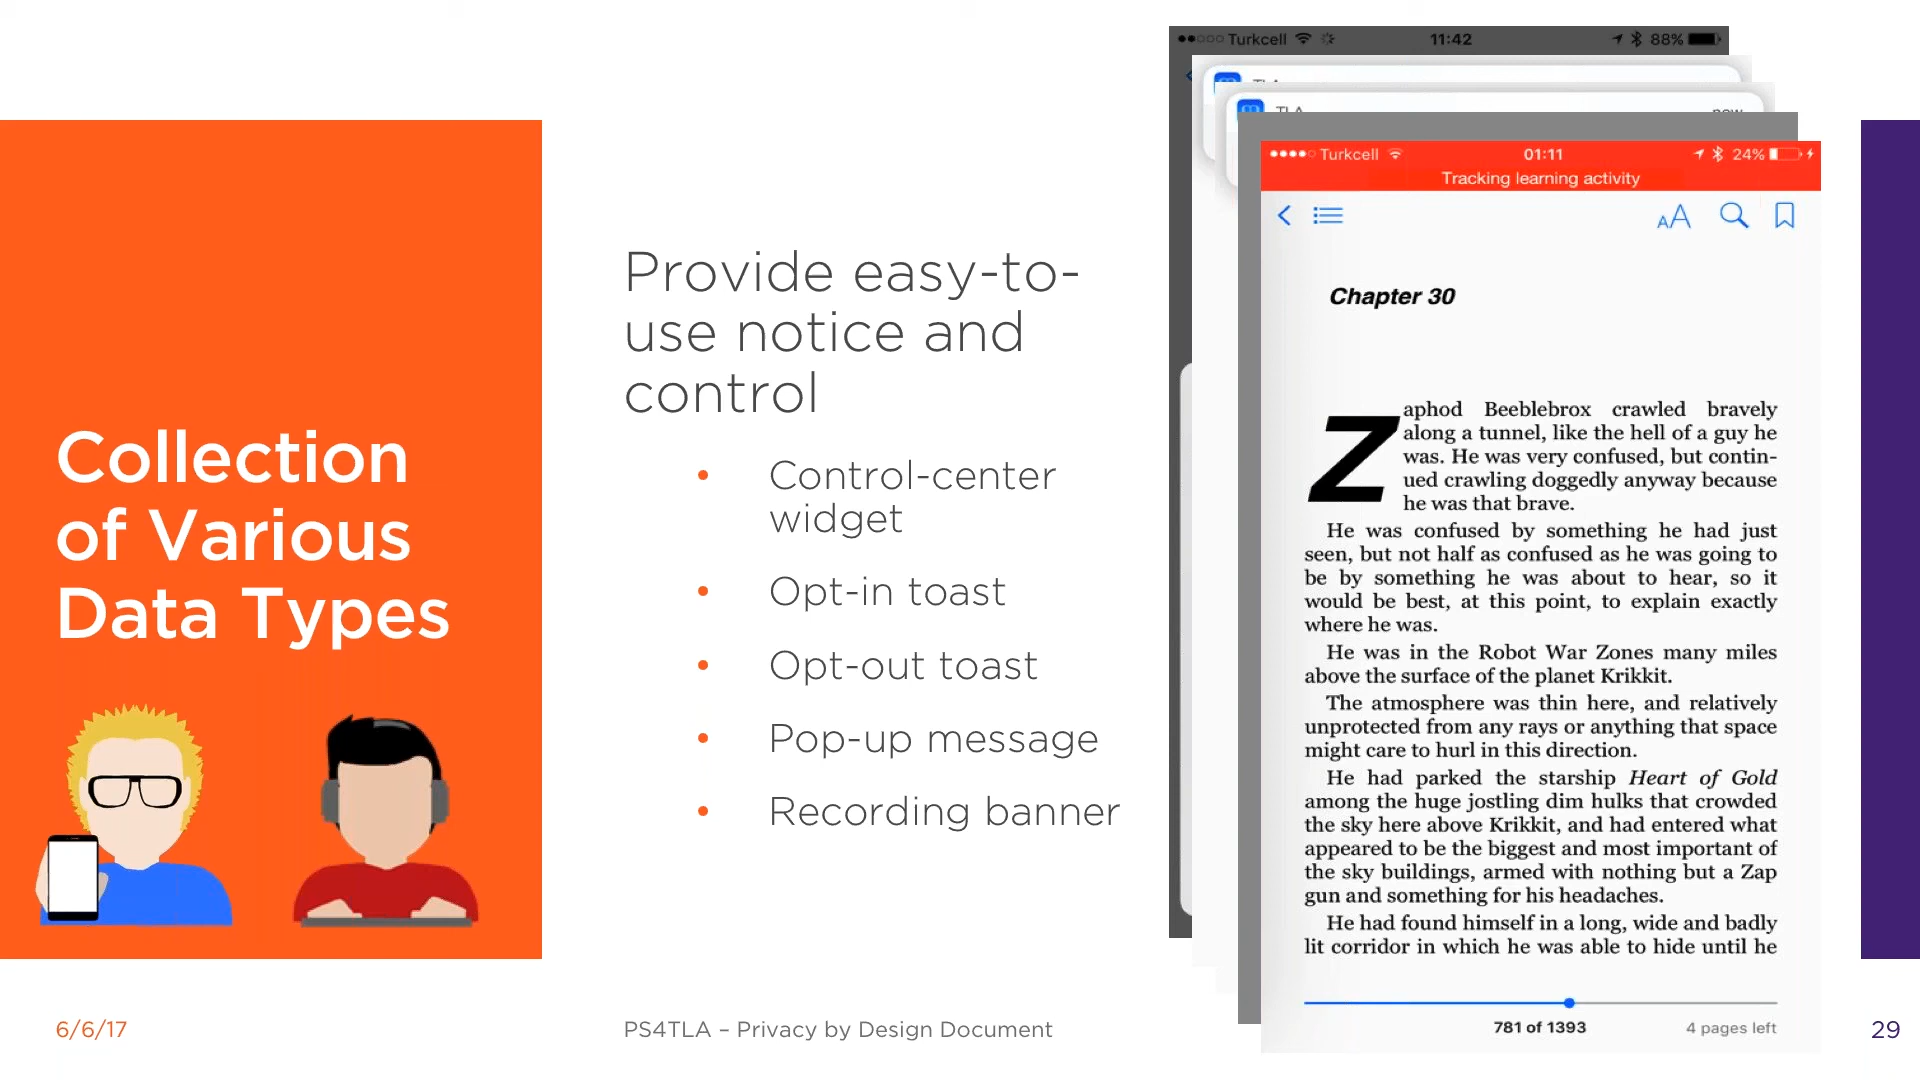 Collection
of Various
Data Types
Provide easy-to-
use notice and
control
• Control-center
widget
• Opt-in toast
• Opt-out toast
• Pop-up message
• Recording banner
Turkcell 11:42 88%
TLA
TLA now
Turkcell 01:11 24%
Tracking learning activity
AA
Chapter 30
Zaphod Beeblebrox crawled bravely
along a tunnel, like the hell of a guy he
was. He was very confused, but contin-
ued crawling doggedly anyway because
he was that brave.
He was confused by something he had just
seen, but not half as confused as he was going to
be by something he was about to hear, so it
would be best, at this point, to explain exactly
where he was.
He was in the Robot War Zones many miles
above the surface of the planet Krikkit.
The atmosphere was thin here, and relatively
unprotected from any rays or anything that space
might care to hurl in this direction.
He had parked the starship Heart of Gold
among the huge jostling dim hulks that crowded
the sky here above Krikkit, and had entered what
appeared to be the biggest and most important of
the sky buildings, armed with nothing but a Zap
gun and something for his headaches.
He had found himself in a long, wide and badly
lit corridor in which he was able to hide until he
781 of 1393 4 pages left
6/6/17
PS4TLA – Privacy by Design Document
29